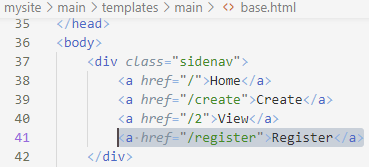 mysite > main > templates > main > <> base.html
35 </head>
36 <body>
37 <div class="sidenav">
38 <a href="/">Home</a>
39 <a href="/create">Create</a>
40 <a href="/2">View</a>
41 <a href="/register">Register</a>
42 </div>